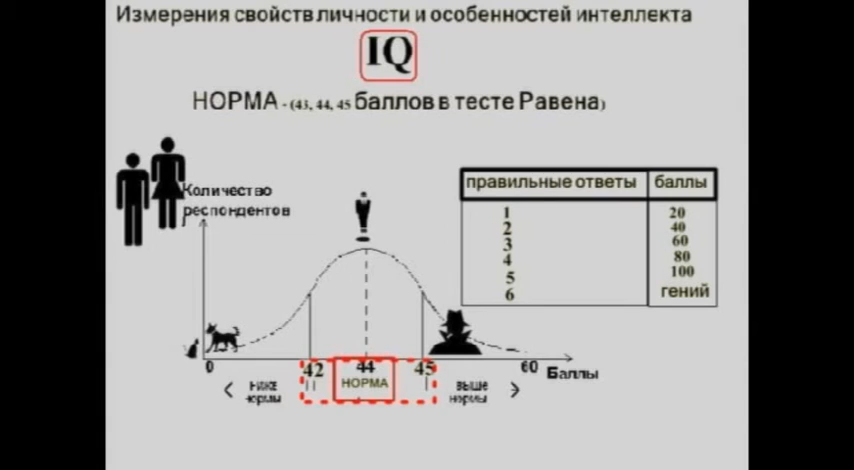 Измерения свойств личности и особенностей интеллекта
IQ
НОРМА - (43, 44, 45 баллов в тесте Равена)
Количество
респондентов
правильные ответы баллы
1 20
2 40
3 60
4 80
5 100
6 гений
0 42 44 45 60 Баллы
< ниже нормы НОРМА выше нормы >